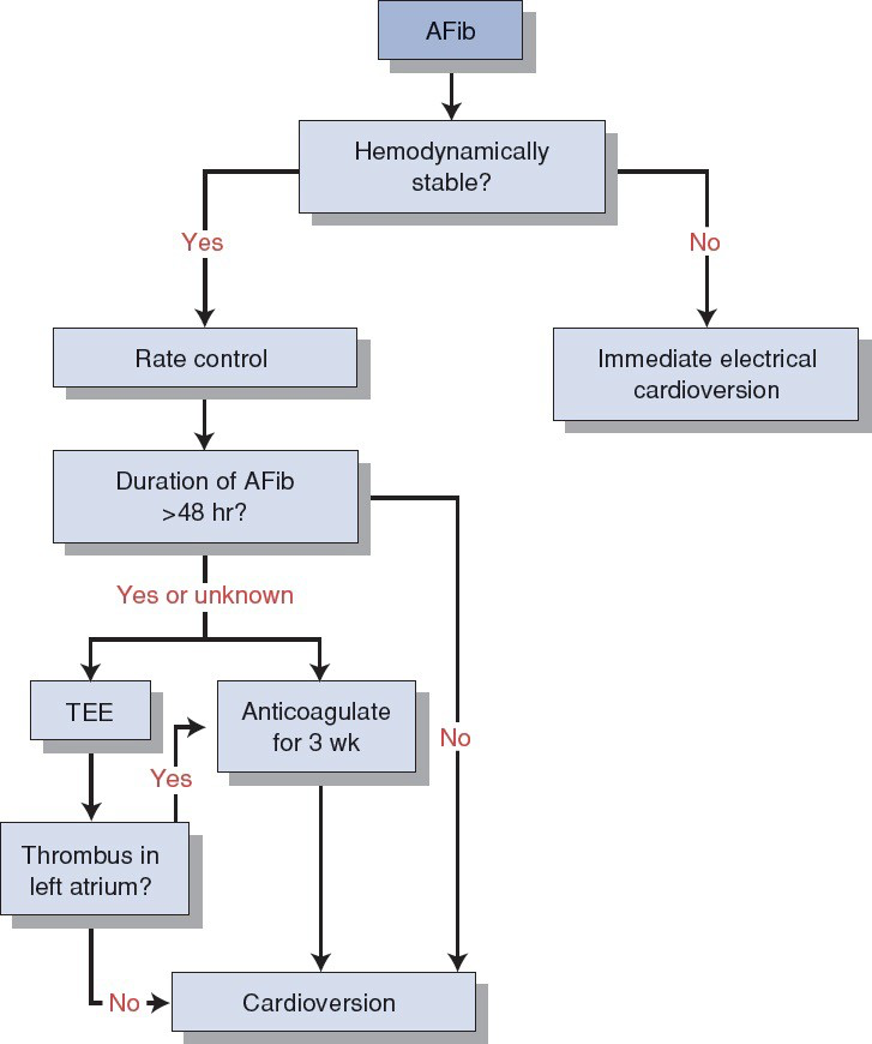 AFib
Hemodynamically
stable?
Yes
No
Rate control
Immediate electrical
cardioversion
Duration of AFib
>48 hr?
Yes or unknown
TEE
Anticoagulate
for 3 wk
No
Yes
Thrombus in
left atrium?
No
Cardioversion